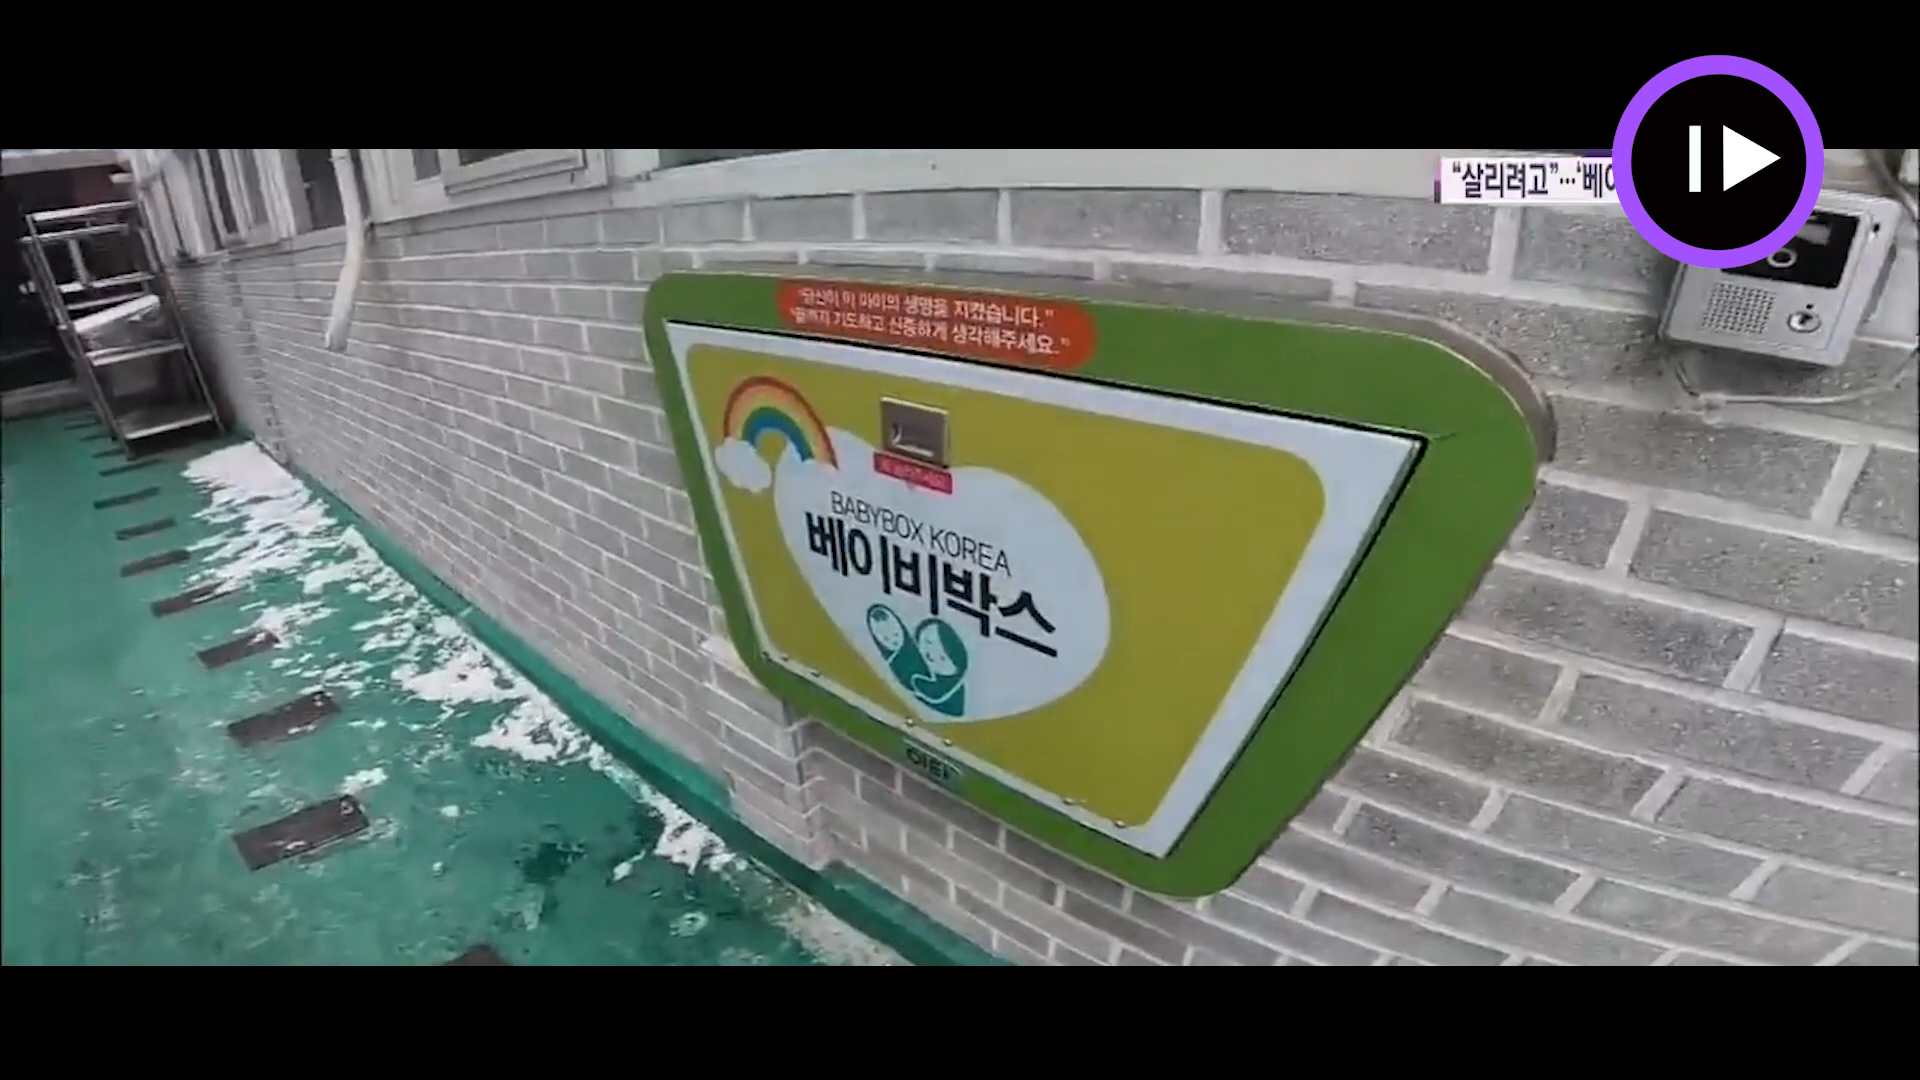 “살리려고”…‘베이
“당신이 이 아이의 생명을 지켰습니다.”
“끝까지 기도하고 신중하게 생각해주세요.”
BABYBOX KOREA
베이비박스